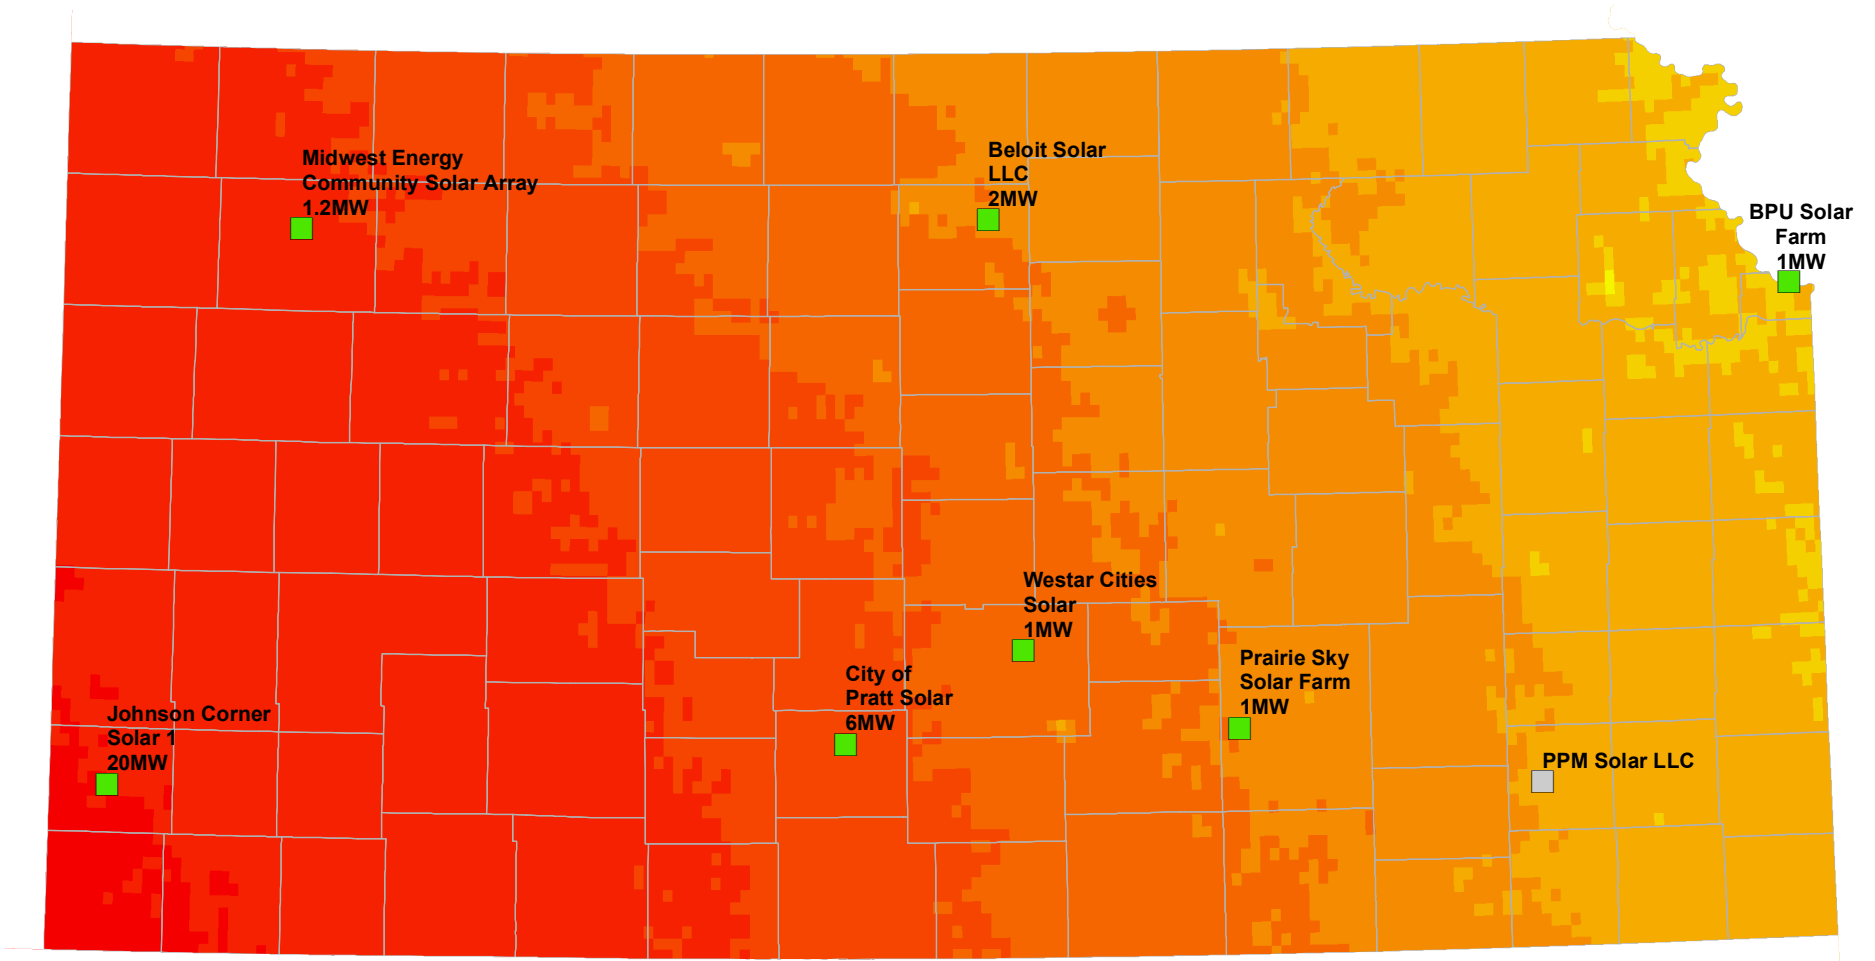 Midwest Energy
Community Solar Array
1.2MW
Beloit Solar
LLC
2MW
BPU Solar
Farm
1MW
Westar Cities
Solar
1MW
City of
Pratt Solar
6MW
Prairie Sky
Solar Farm
1MW
Johnson Corner
Solar 1
20MW
PPM Solar LLC